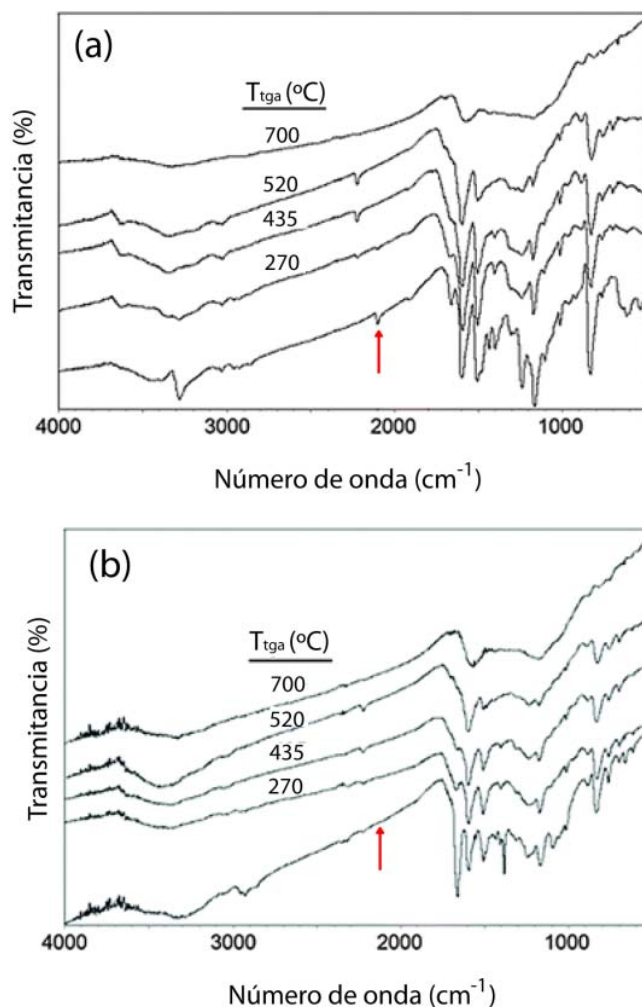 (a)
Ttga (ºC)
700
520
435
270
Transmitancia (%)
4000 3000 2000 1000
Número de onda (cm-1)
(b)
Ttga (ºC)
700
520
435
270
Transmitancia (%)
4000 3000 2000 1000
Número de onda (cm-1)